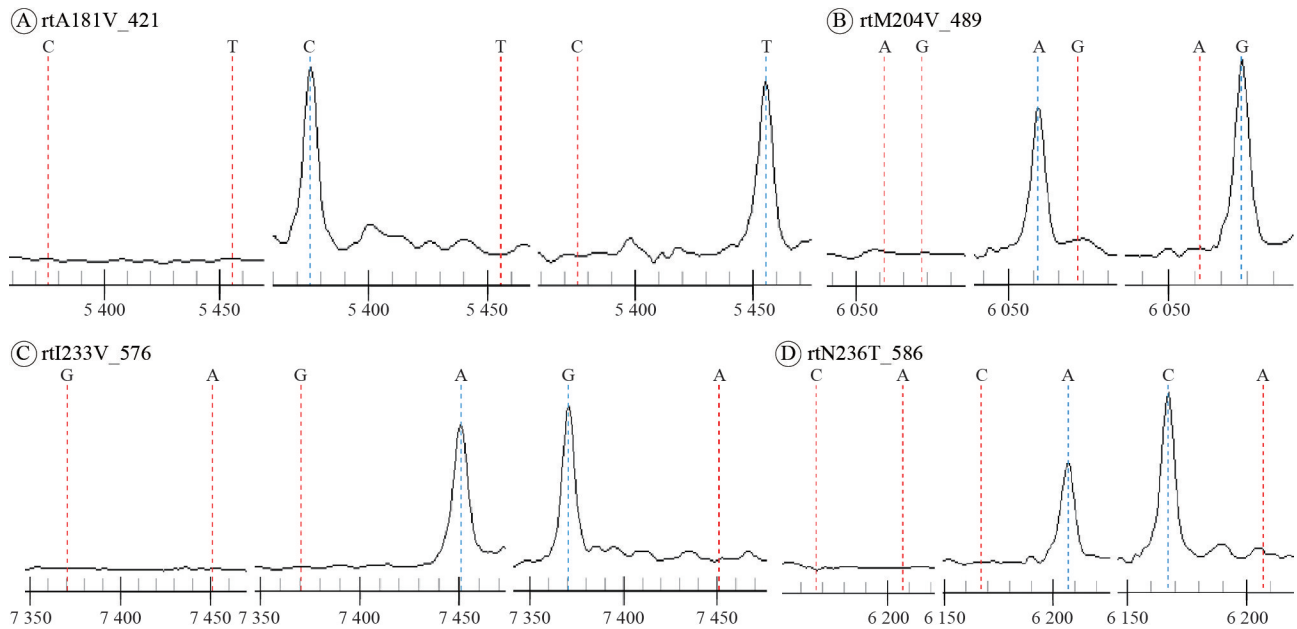 A rtA181V_421
B rtM204V_489
C T C T C T
A G A G A G
5 400 5 450 5 400 5 450 5 400 5 450
6 050 6 050 6 050
C rtI233V_576
D rtN236T_586
G A G A G A
C A C A C A
7 350 7 400 7 350 7 400 7 450 7 350 7 400 7 450
6 200 6 150 6 200 6 150 6 200